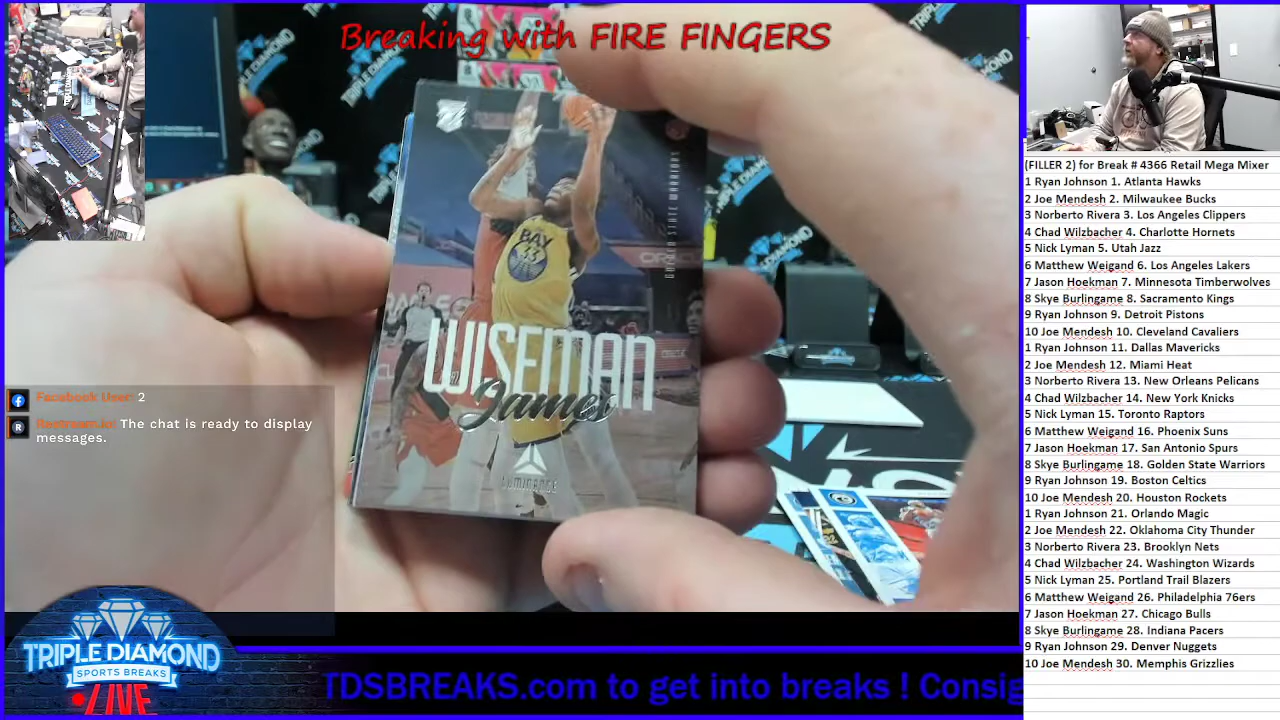 Breaking with FIRE FINGERS
TRIPLE DIAMOND
GOLDEN STATE WARRIORS
BAY
33
WISEMAN
James
LUMINANCE
Facebook User: 2
Restream.io: The chat is ready to display
messages.
TRIPLE DIAMOND
SPORTS BREAKS
LIVE
TDSBREAKS.com to get into breaks ! Consig
(FILLER 2) for Break # 4366 Retail Mega Mixer
1 Ryan Johnson 1. Atlanta Hawks
2 Joe Mendesh 2. Milwaukee Bucks
3 Norberto Rivera 3. Los Angeles Clippers
4 Chad Wilzbacher 4. Charlotte Hornets
5 Nick Lyman 5. Utah Jazz
6 Matthew Weigand 6. Los Angeles Lakers
7 Jason Hoekman 7. Minnesota Timberwolves
8 Skye Burlingame 8. Sacramento Kings
9 Ryan Johnson 9. Detroit Pistons
10 Joe Mendesh 10. Cleveland Cavaliers
1 Ryan Johnson 11. Dallas Mavericks
2 Joe Mendesh 12. Miami Heat
3 Norberto Rivera 13. New Orleans Pelicans
4 Chad Wilzbacher 14. New York Knicks
5 Nick Lyman 15. Toronto Raptors
6 Matthew Weigand 16. Phoenix Suns
7 Jason Hoekman 17. San Antonio Spurs
8 Skye Burlingame 18. Golden State Warriors
9 Ryan Johnson 19. Boston Celtics
10 Joe Mendesh 20. Houston Rockets
1 Ryan Johnson 21. Orlando Magic
2 Joe Mendesh 22. Oklahoma City Thunder
3 Norberto Rivera 23. Brooklyn Nets
4 Chad Wilzbacher 24. Washington Wizards
5 Nick Lyman 25. Portland Trail Blazers
6 Matthew Weigand 26. Philadelphia 76ers
7 Jason Hoekman 27. Chicago Bulls
8 Skye Burlingame 28. Indiana Pacers
9 Ryan Johnson 29. Denver Nuggets
10 Joe Mendesh 30. Memphis Grizzlies